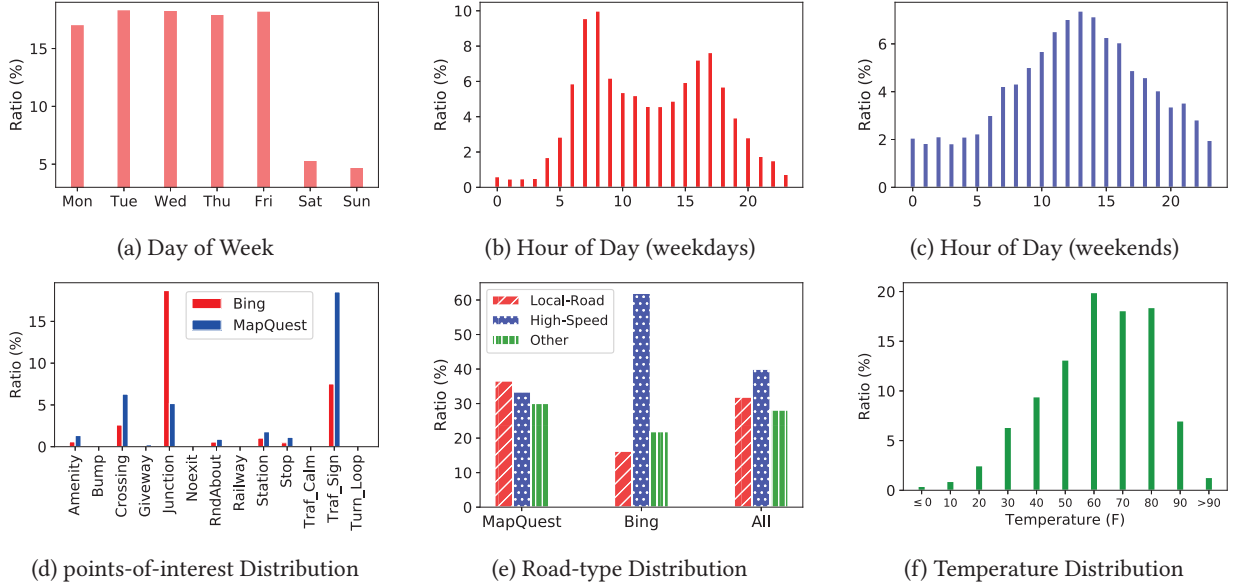 Ratio (%)
15
10
5
Mon Tue Wed Thu Fri Sat Sun
(a) Day of Week
Ratio (%)
10
8
6
4
2
0
0 5 10 15 20
(b) Hour of Day (weekdays)
Ratio (%)
6
4
2
0
0 5 10 15 20
(c) Hour of Day (weekends)
Ratio (%)
15
10
5
0
Bing
MapQuest
Amenity
Bump
Crossing
Giveway
Junction
Noexit
RndAbout
Railway
Station
Stop
Traf_Calm
Traf_Sign
Turn_Loop
(d) points-of-interest Distribution
Ratio (%)
60
50
40
30
20
10
0
Local-Road
High-Speed
Other
MapQuest Bing All
(e) Road-type Distribution
Ratio (%)
20
15
10
5
0
≤ 0 10 20 30 40 50 60 70 80 90 >90
Temperature (F)
(f) Temperature Distribution